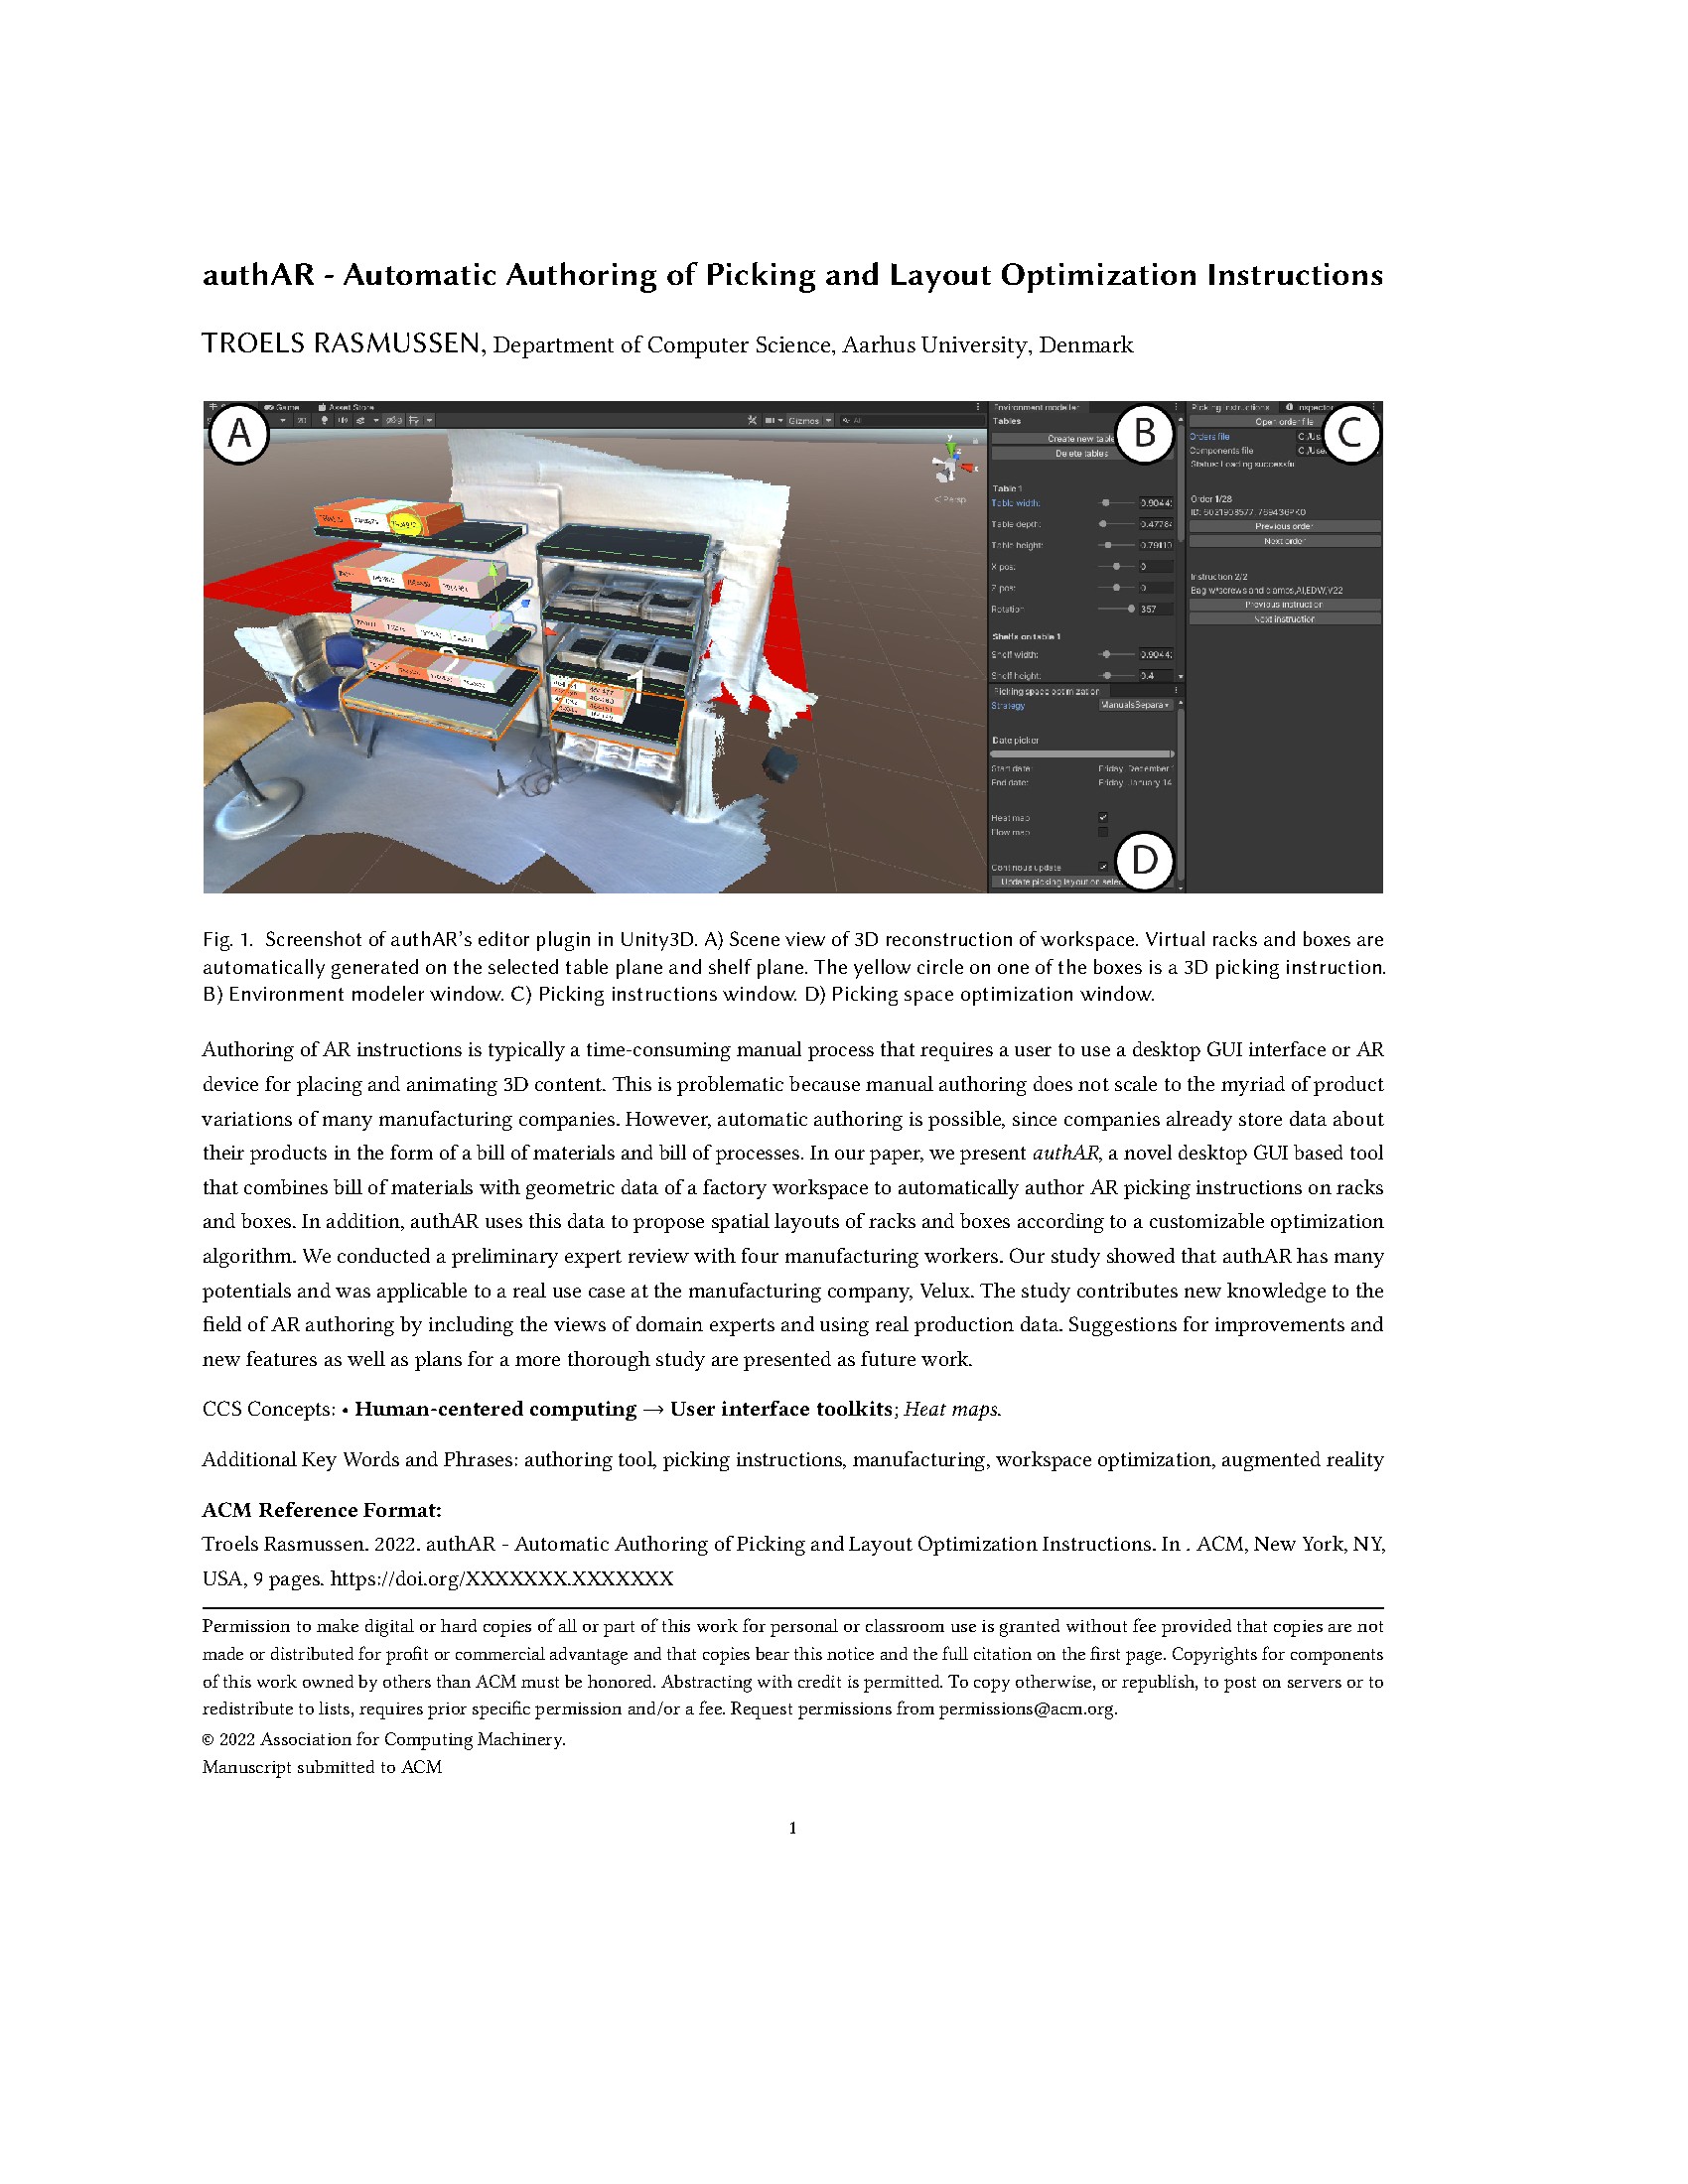 authAR - Automatic Authoring of Picking and Layout Optimization Instructions
TROELS RASMUSSEN, Department of Computer Science, Aarhus University, Denmark
Game
Asset Store
Gizmos
All
Persp
A
B
C
D
Environment modeller
Tables
Create new table
Delete tables
Table 1
Table width:
Table depth:
Table height:
X pos:
0
Z pos:
0
Rotation:
357
Shelfs on table 1
Shelf width:
Shelf height:
0.4
Picking space optimization
Strategy
ManualsSepara
Date picker
Start date:
Friday, December
End date:
Friday, January 14
Heat map
Flow map
Continous update
Update picking layout on
Picking instructions
Inspector
Open order file
Orders file
Components file
Order 1/28
Previous order
Next order
Instruction 2/2
Previous instruction
Next instruction
Fig. 1. Screenshot of authAR's editor plugin in Unity3D. A) Scene view of 3D reconstruction of workspace. Virtual racks and boxes are
automatically generated on the selected table plane and shelf plane. The yellow circle on one of the boxes is a 3D picking instruction.
B) Environment modeler window. C) Picking instructions window. D) Picking space optimization window.
Authoring of AR instructions is typically a time-consuming manual process that requires a user to use a desktop GUI interface or AR
device for placing and animating 3D content. This is problematic because manual authoring does not scale to the myriad of product
variations of many manufacturing companies. However, automatic authoring is possible, since companies already store data about
their products in the form of a bill of materials and bill of processes. In our paper, we present authAR, a novel desktop GUI based tool
that combines bill of materials with geometric data of a factory workspace to automatically author AR picking instructions on racks
and boxes. In addition, authAR uses this data to propose spatial layouts of racks and boxes according to a customizable optimization
algorithm. We conducted a preliminary expert review with four manufacturing workers. Our study showed that authAR has many
potentials and was applicable to a real use case at the manufacturing company, Velux. The study contributes new knowledge to the
field of AR authoring by including the views of domain experts and using real production data. Suggestions for improvements and
new features as well as plans for a more thorough study are presented as future work.
CCS Concepts: • Human-centered computing → User interface toolkits; Heat maps.
Additional Key Words and Phrases: authoring tool, picking instructions, manufacturing, workspace optimization, augmented reality
ACM Reference Format:
Troels Rasmussen. 2022. authAR - Automatic Authoring of Picking and Layout Optimization Instructions. In . ACM, New York, NY,
USA, 9 pages. https://doi.org/XXXXXXX.XXXXXXX
Permission to make digital or hard copies of all or part of this work for personal or classroom use is granted without fee provided that copies are not
made or distributed for profit or commercial advantage and that copies bear this notice and the full citation on the first page. Copyrights for components
of this work owned by others than ACM must be honored. Abstracting with credit is permitted. To copy otherwise, or republish, to post on servers or to
redistribute to lists, requires prior specific permission and/or a fee. Request permissions from permissions@acm.org.
© 2022 Association for Computing Machinery.
Manuscript submitted to ACM
1